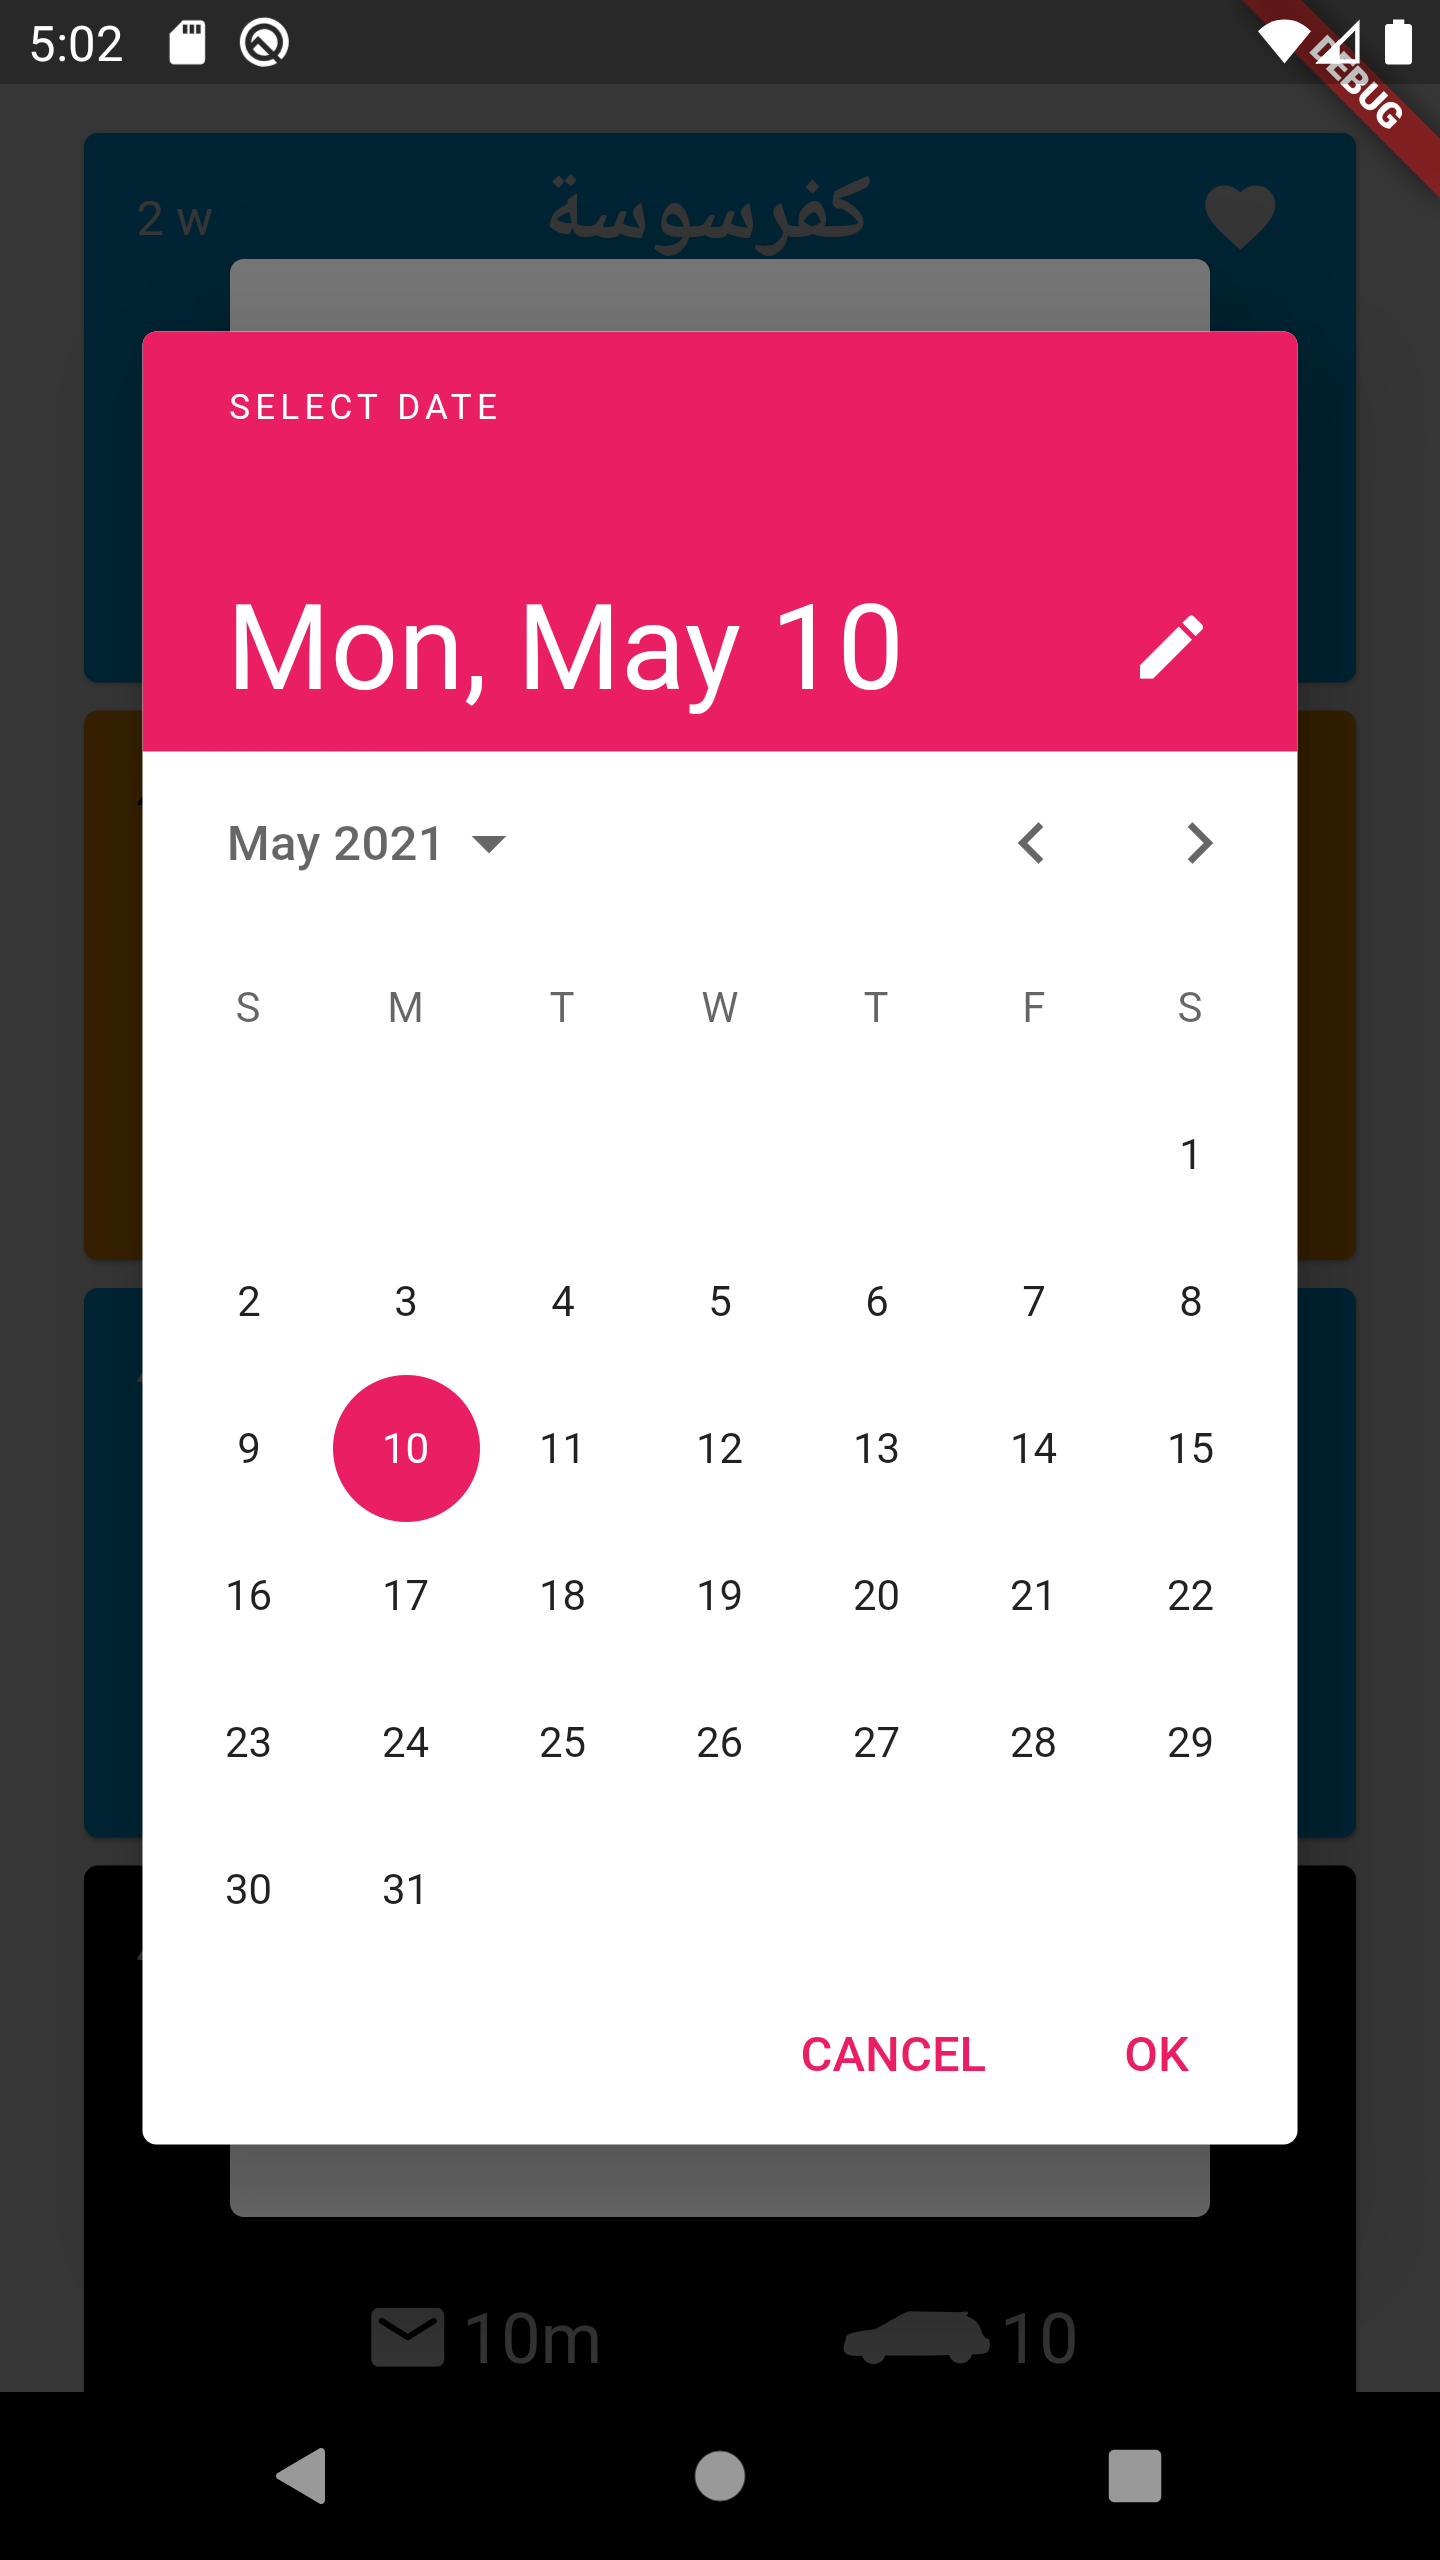 5:02
DEBUG
2 w
كفرسوسة
SELECT DATE
Mon, May 10
May 2021
S M T W T F S
1
2 3 4 5 6 7 8
9 10 11 12 13 14 15
16 17 18 19 20 21 22
23 24 25 26 27 28 29
30 31
CANCEL OK
10m 10